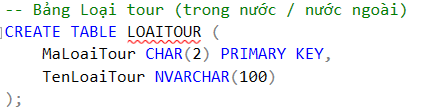 -- Bảng Loại tour (trong nước / nước ngoài)
CREATE TABLE LOAITOUR (
    MaLoaiTour CHAR(2) PRIMARY KEY,
    TenLoaiTour NVARCHAR(100)
);